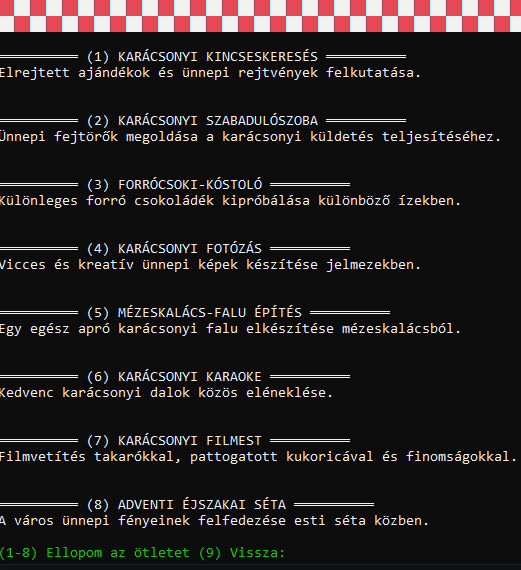 ══════════ (1) KARÁCSONYI KINCSESKERESÉS ══════════
Elrejtett ajándékok és ünnepi rejtvények felkutatása.
══════════ (2) KARÁCSONYI SZABADULÓSZOBA ══════════
Ünnepi fejtörők megoldása a karácsonyi küldetés teljesítéséhez.
══════════ (3) FORRÓCSOKI-KÓSTOLÓ ══════════
Különleges forró csokoládék kipróbálása különböző ízekben.
══════════ (4) KARÁCSONYI FOTÓZÁS ══════════
Vicces és kreatív ünnepi képek készítése jelmezekben.
══════════ (5) MÉZESKALÁCS-FALU ÉPÍTÉS ══════════
Egy egész apró karácsonyi falu elkészítése mézeskalácsból.
══════════ (6) KARÁCSONYI KARAOKE ══════════
Kedvenc karácsonyi dalok közös eléneklése.
══════════ (7) KARÁCSONYI FILMEST ══════════
Filmvetítés takarókkal, pattogatott kukoricával és finomságokkal.
══════════ (8) ADVENTI ÉJSZAKAI SÉTA ══════════
A város ünnepi fényeinek felfedezése esti séta közben.
(1-8) Ellopom az ötletet (9) Vissza: